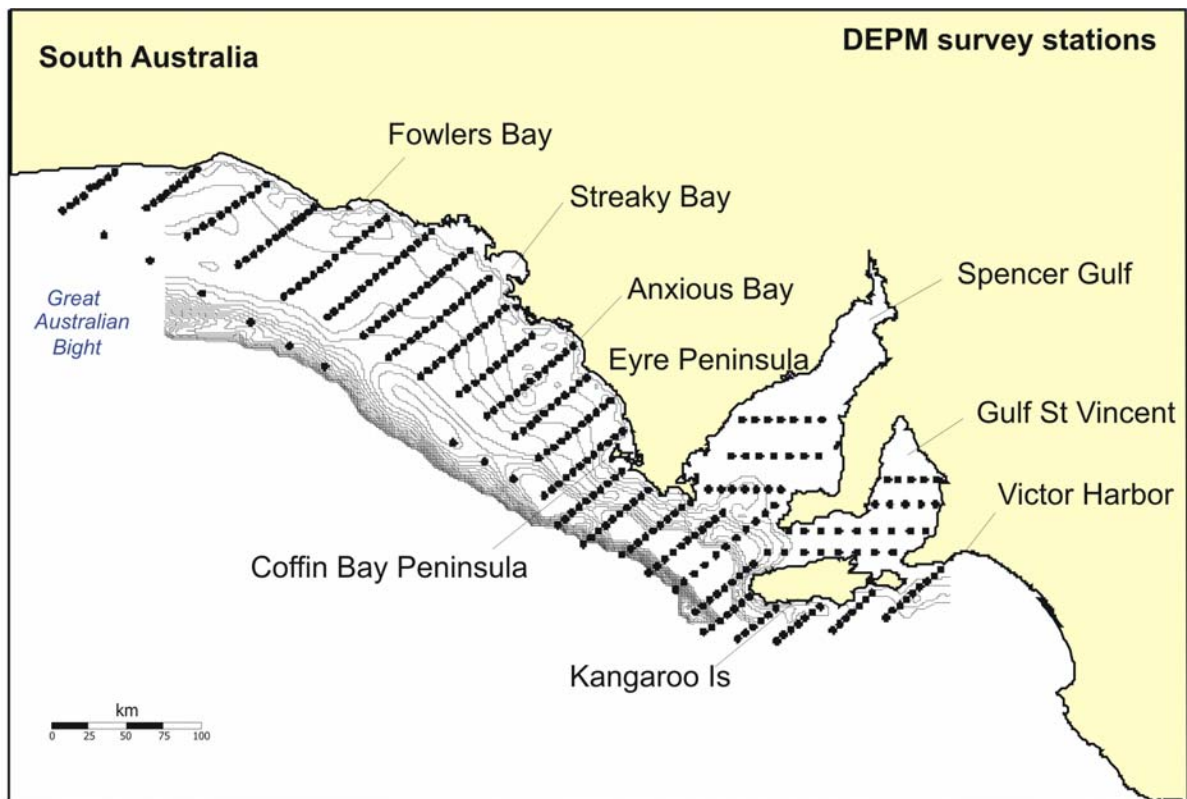 DEPM survey stations
South Australia
Fowlers Bay
Streaky Bay
Spencer Gulf
Anxious Bay
Great
Australian
Bight
Eyre Peninsula
Gulf St Vincent
Victor Harbor
Coffin Bay Peninsula
Kangaroo Is
km
0 25 50 75 100